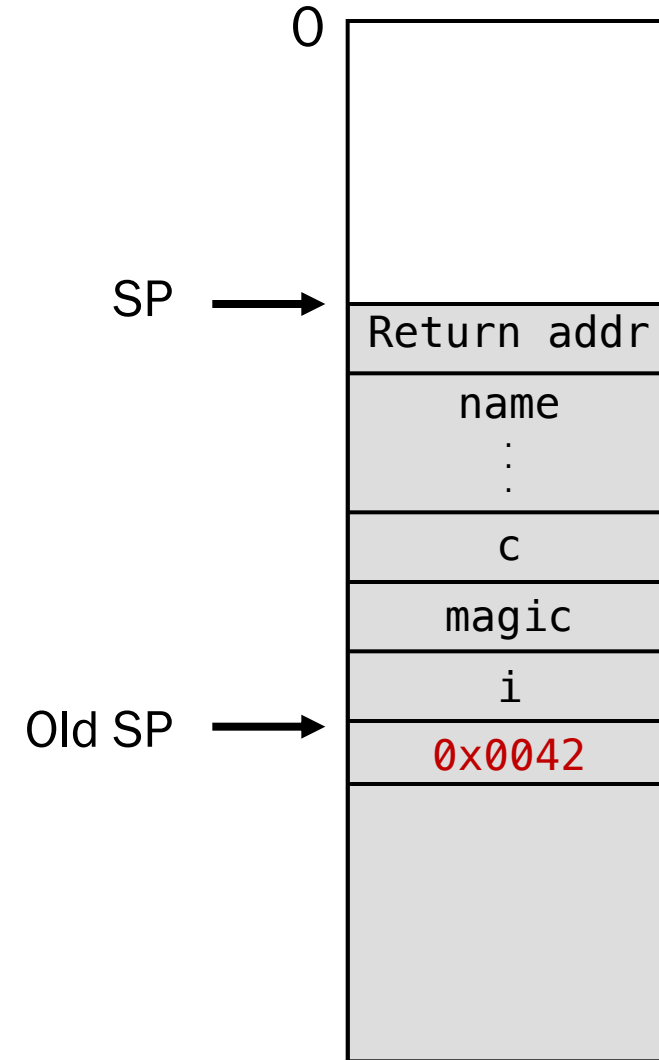 0
SP
Return addr
name
.
.
.
c
magic
i
Old SP
0x0042